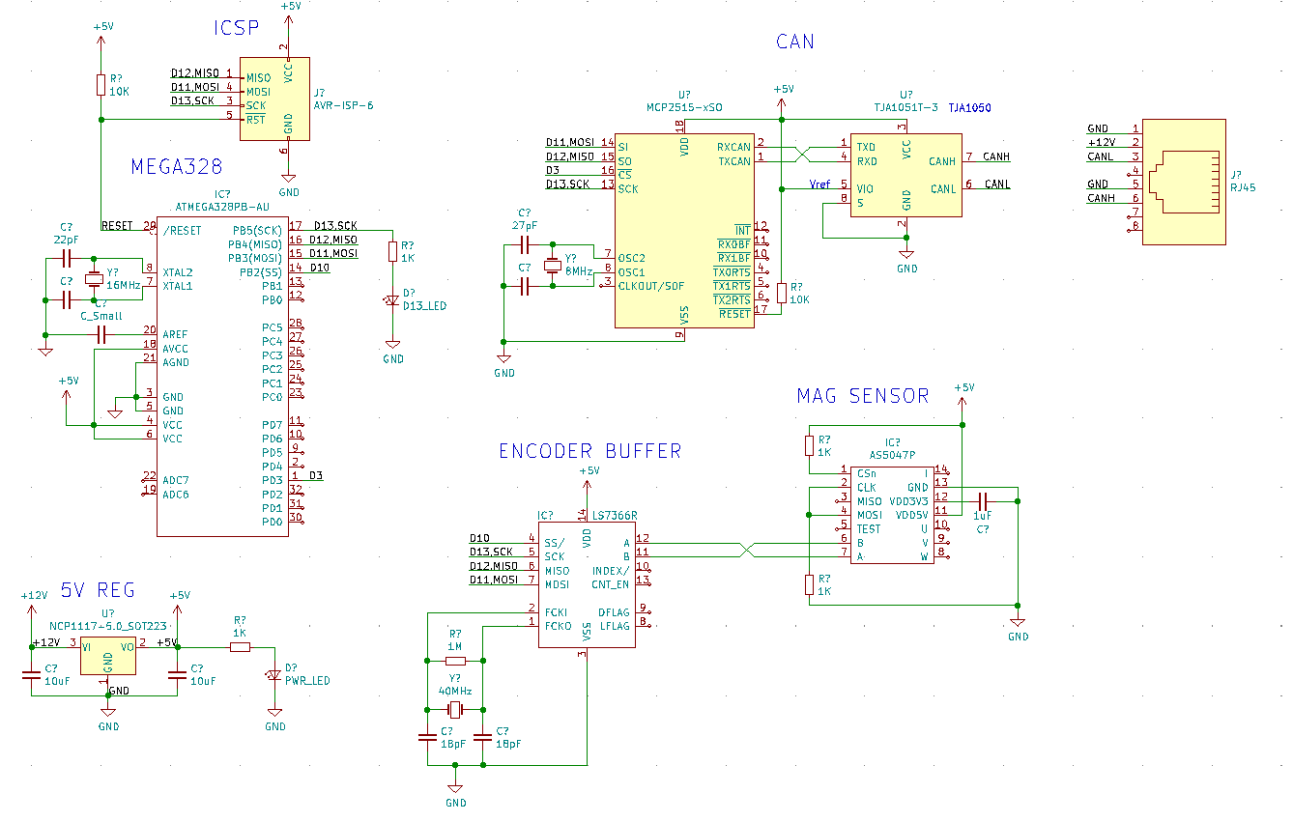 ICSP
+5V
+5V
R?
10K
D12,MISO 1 MISO
D11,MOSI 4 MOSI
D13,SCK 3 SCK
5 RST
VCC
2
GND
6
GND
J?
AVR-ISP-6
MEGA328
IC?
ATMEGA328PB-AU
RESET 29 /RESET
C?
22pF
Y?
16MHz
C?
C?
C_Small
8 XTAL2
7 XTAL1
20 AREF
18 AVCC
21 AGND
3 GND
5 GND
4 VCC
6 VCC
22 ADC7
19 ADC6
+5V
PB5(SCK) 17 D13,SCK
PB4(MISO) 16 D12,MISO
PB3(MOSI) 15 D11,MOSI
PB2(SS) 14 D10
PB1 13
PB0 12
PC5 28
PC4 27
PC3 26
PC2 25
PC1 24
PC0 23
PD7 11
PD6 10
PD5 9
PD4 2
PD3 1 D3
PD2 32
PD1 31
PD0 30
R?
1K
D?
D13_LED
GND
5V REG
+12V
+5V
U?
NCP1117-5.0_SOT223
+12V 3 VI
VO 2 +5V
GND
1
GND
C?
10uF
C?
10uF
GND
R?
1K
D?
PWR_LED
GND
CAN
U?
MCP2515-xSO
D11,MOSI 14 SI
D12,MISO 15 SO
D3 16 CS
D13,SCK 13 SCK
VDD
18
RXCAN 2
TXCAN 1
C?
27pF
Y?
8MHz
C?
7 OSC2
8 OSC1
3 CLKOUT/SOF
INT 12
RX0BF 11
RX1BF 10
TX0RTS 4
TX1RTS 5
TX2RTS 6
RESET 17
VSS
9
GND
+5V
R?
10K
U?
TJA1051T-3 TJA1050
1 TXD
4 RXD
Vref 5 VIO
8 S
VCC
3
CANH 7 CANH
CANL 6 CANL
GND
2
GND
GND 1
+12V 2
CANL 3
4
GND 5
CANH 6
7
8
J?
RJ45
ENCODER BUFFER
+5V
IC?
LS7366R
14
VDD
D10 4 SS/
D13,SCK 5 SCK
D12,MISO 6 MISO
D11,MOSI 7 MOSI
2 FCKI
1 FCKO
A 12
B 11
INDEX/ 10
CNT_EN 13
DFLAG 9
LFLAG 8
VSS
3
R?
1M
Y?
40MHz
C?
18pF
C?
18pF
GND
MAG SENSOR
+5V
R?
1K
IC?
AS5047P
1 CSn
2 CLK
3 MISO
4 MOSI
5 TEST
6 B
7 A
I 14
GND 13
VDD3V3 12
VDD5V 11
U 10
V 9
W 8
1uF
C?
R?
1K
GND